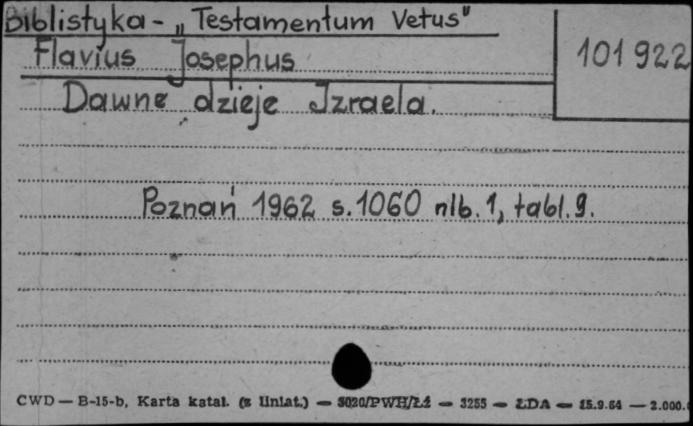 Biblistyka - „Testamentum Vetus"
Flavius Josephus
101922
Dawne dzieje Izraela.
Poznań 1962 s. 1060 nlb. 1, tabl. 9.
CWD — B-15-b, Karta katal. (z liniat.) — 3020/PWH/Łź — 3255 — ŁDA — 15.9.64 — 2.000.